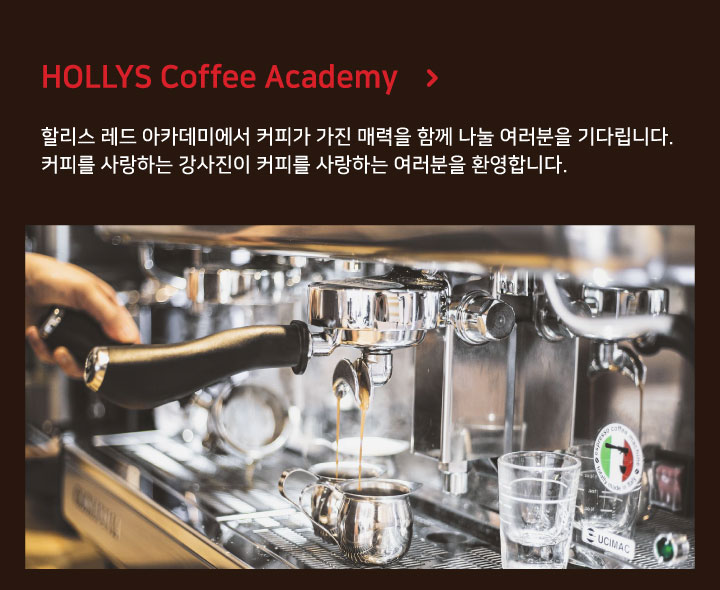 HOLLYS Coffee Academy >
할리스 레드 아카데미에서 커피가 가진 매력을 함께 나눌 여러분을 기다립니다.
커피를 사랑하는 강사진이 커피를 사랑하는 여러분을 환영합니다.
espresso coffee machines
UCIMAC